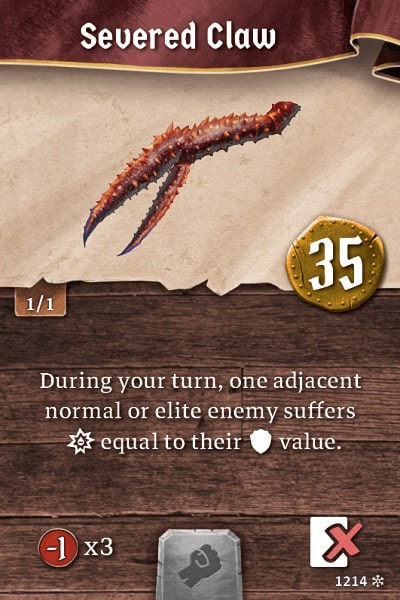 Severed Claw
35
1/1
During your turn, one adjacent
normal or elite enemy suffers
equal to their value.
-1 x3
1214